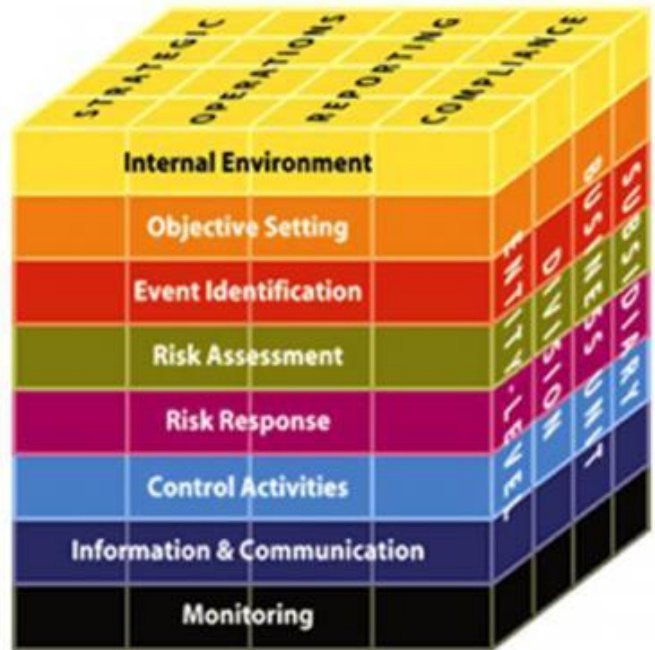 STRATEGIC
OPERATIONS
REPORTING
COMPLIANCE
Internal Environment
Objective Setting
Event Identification
Risk Assessment
Risk Response
Control Activities
Information & Communication
Monitoring
ENTITY-LEVEL
DIVISION
BUSINESS UNIT
SUBSIDIARY